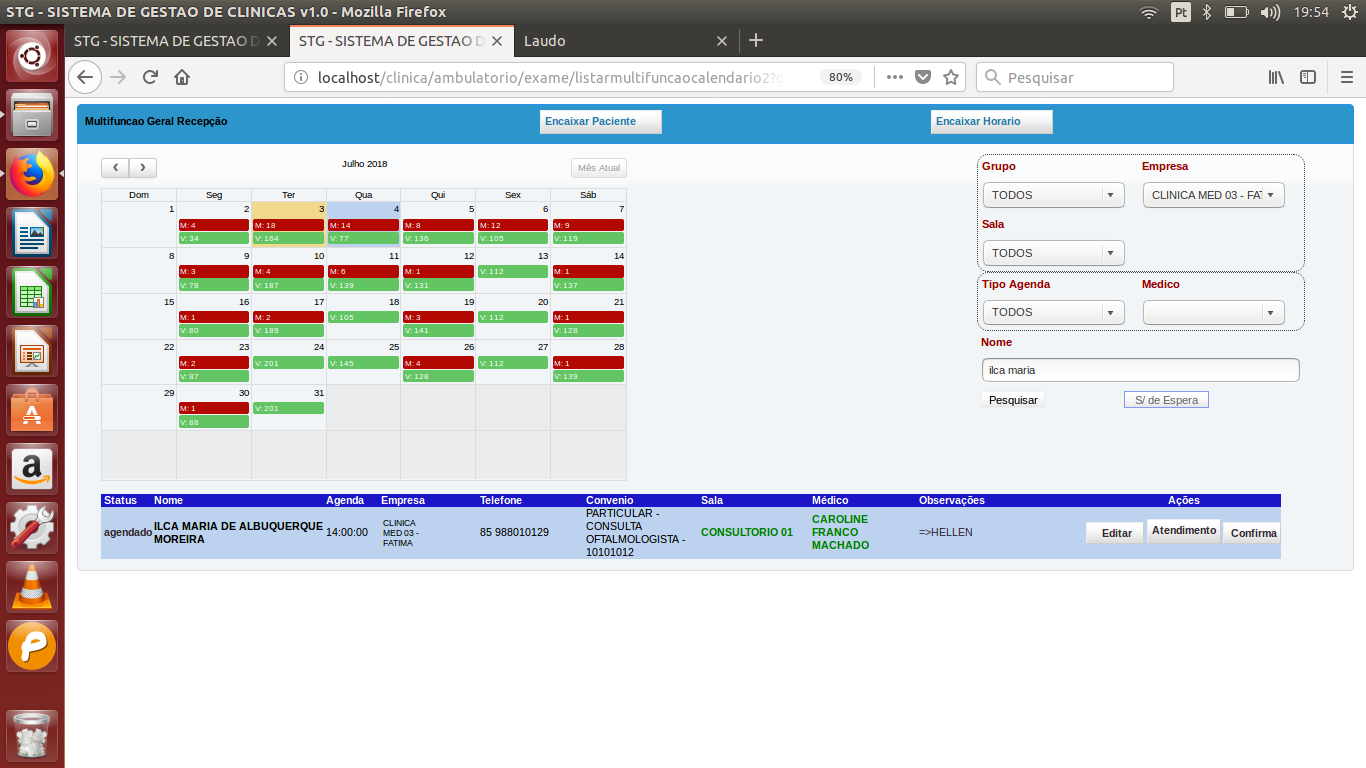 STG - SISTEMA DE GESTAO DE CLINICAS v1.0 - Mozilla Firefox
Pt
19:54
STG - SISTEMA DE GESTAO D
STG - SISTEMA DE GESTAO D
Laudo
localhost/clinica/ambulatorio/exame/listarmultifuncaocalendario2?
80%
Pesquisar
Multifuncao Geral Recepção
Encaixar Paciente
Encaixar Horario
Julho 2018
Mês Atual
Dom Seg Ter Qua Qui Sex Sáb
1 2 3 4 5 6 7
M: 4 M: 18 M: 14 M: 8 M: 12 M: 9
V: 34 V: 164 V: 77 V: 136 V: 105 V: 119
8 9 10 11 12 13 14
M: 3 M: 4 M: 6 M: 1 V: 112 M: 1
V: 78 V: 187 V: 139 V: 131 V: 137
15 16 17 18 19 20 21
M: 1 M: 2 V: 105 M: 3 V: 112 M: 1
V: 80 V: 189 V: 141 V: 128
22 23 24 25 26 27 28
M: 2 V: 201 V: 145 M: 4 V: 112 M: 1
V: 87 V: 128 V: 139
29 30 31
M: 1 V: 201
V: 88
Grupo Empresa
TODOS CLINICA MED 03 - FAT
Sala
TODOS
Tipo Agenda Medico
TODOS
Nome
ilca maria
Pesquisar S/ de Espera
Status Nome Agenda Empresa Telefone Convenio Sala Médico Observações Ações
agendado
ILCA MARIA DE ALBUQUERQUE
MOREIRA
14:00:00
CLINICA
MED 03 -
FATIMA
85 988010129
PARTICULAR -
CONSULTA
OFTALMOLOGISTA -
10101012
CONSULTORIO 01
CAROLINE
FRANCO
MACHADO
=>HELLEN
Editar
Atendimento
Confirma